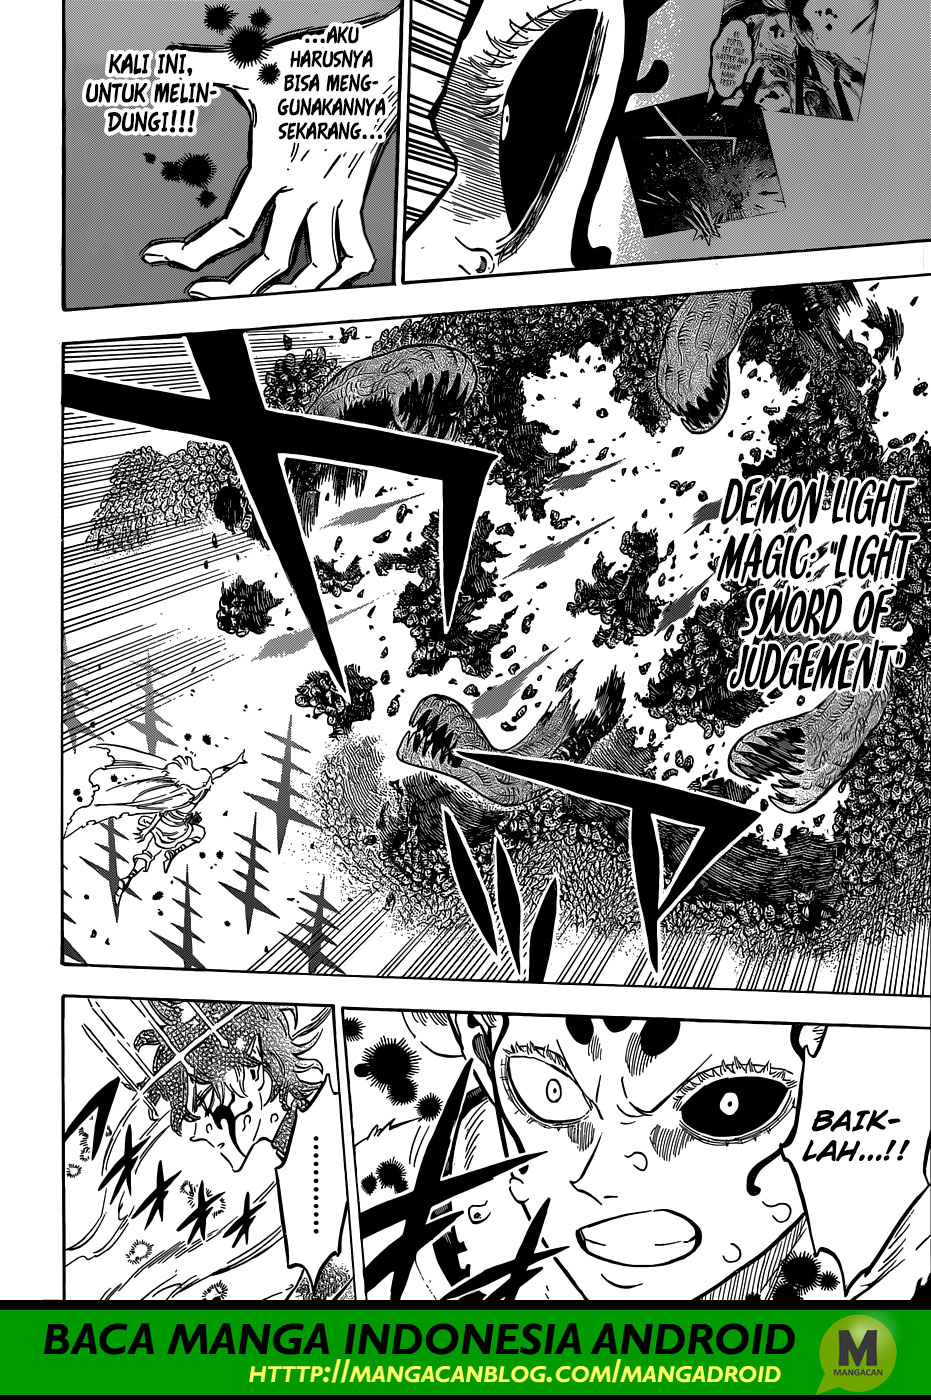 ...AKU
HARUSNYA
BISA MENG-
GUNAKANNYA
SEKARANG...
KALI INI,
UNTUK MELIN-
DUNGI!!!
DEMON LIGHT
MAGIC: "LIGHT
SWORD OF
JUDGEMENT"
BAIK-
LAH...!!
..........
BACA MANGA INDONESIA ANDROID
HTTTP://MANGACANBLOG.COM/MANGADROID
M
MANGACAN